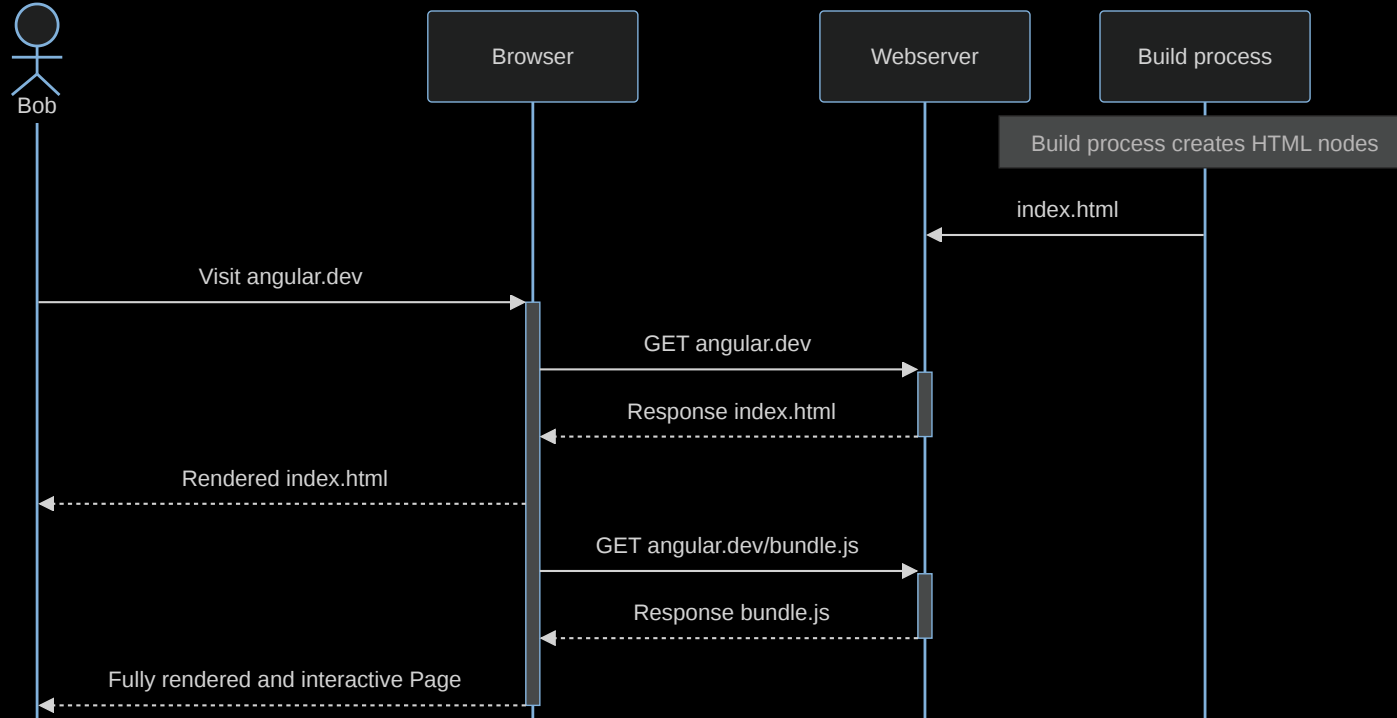 Bob
Browser
Webserver
Build process
Build process creates HTML nodes
index.html
Visit angular.dev
GET angular.dev
Response index.html
Rendered index.html
GET angular.dev/bundle.js
Response bundle.js
Fully rendered and interactive Page